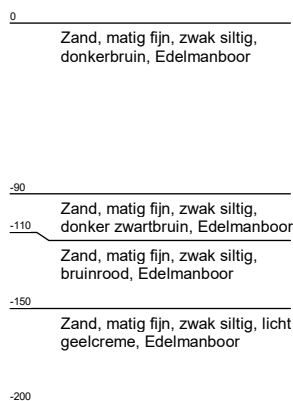 0
Zand, matig fijn, zwak siltig,
donkerbruin, Edelmanboor
-90
Zand, matig fijn, zwak siltig,
donker zwartbruin, Edelmanboor
-110
Zand, matig fijn, zwak siltig,
bruinrood, Edelmanboor
-150
Zand, matig fijn, zwak siltig, licht
geelcreme, Edelmanboor
-200